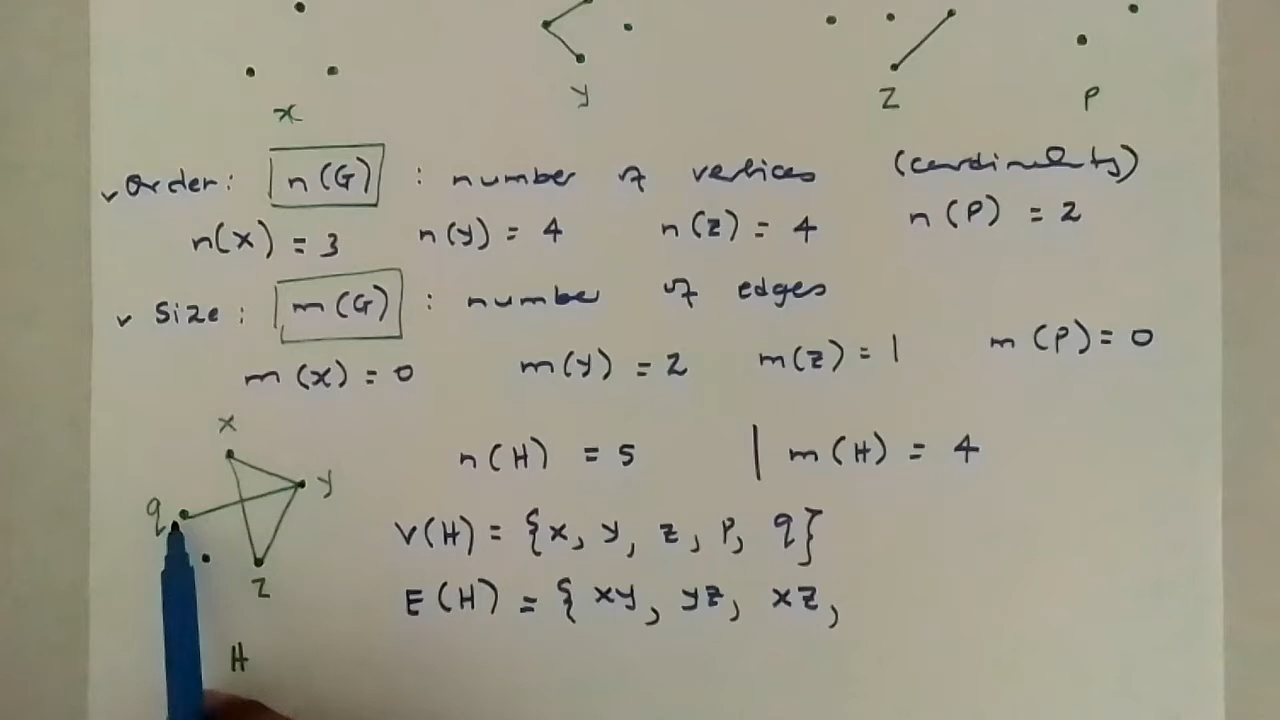 x y z P
✓ Order: n(G) : number of vertices (cardinality)
n(x) = 3 n(y) = 4 n(z) = 4 n(P) = 2
✓ Size: m(G) : number of edges
m(x) = 0 m(y) = 2 m(z) = 1 m(P) = 0
x
n(H) = 5 | m(H) = 4
y
q
V(H) = {x, y, z, P, q}
z
E(H) = { xy, yz, xz,
H